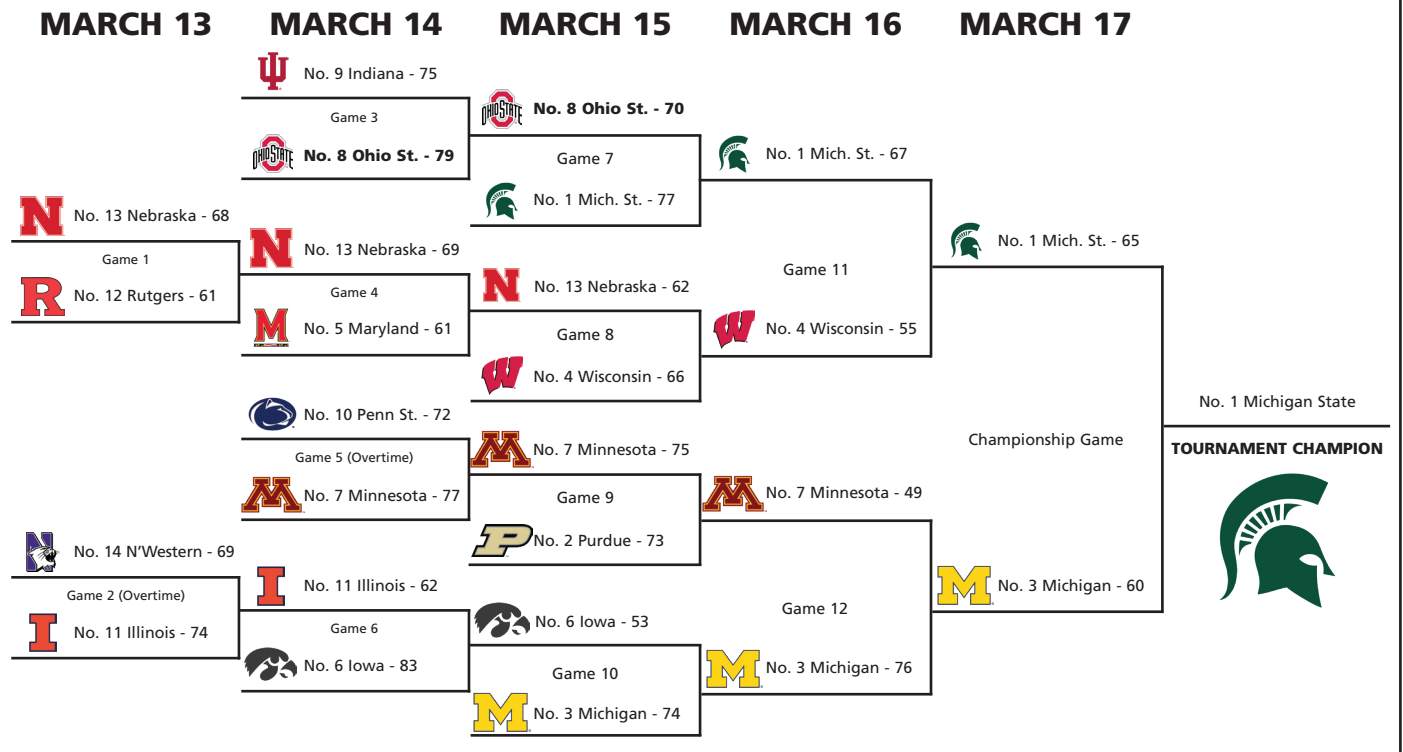 MARCH 13
MARCH 14
MARCH 15
MARCH 16
MARCH 17
No. 13 Nebraska - 68
Game 1
No. 12 Rutgers - 61
No. 14 N’Western - 69
Game 2 (Overtime)
No. 11 Illinois - 74
No. 9 Indiana - 75
Game 3
OHIO STATE
No. 8 Ohio St. - 79
No. 13 Nebraska - 69
Game 4
No. 5 Maryland - 61
No. 10 Penn St. - 72
Game 5 (Overtime)
No. 7 Minnesota - 77
No. 11 Illinois - 62
Game 6
No. 6 Iowa - 83
OHIO STATE
No. 8 Ohio St. - 70
Game 7
No. 1 Mich. St. - 77
No. 13 Nebraska - 62
Game 8
No. 4 Wisconsin - 66
No. 7 Minnesota - 75
Game 9
No. 2 Purdue - 73
No. 6 Iowa - 53
Game 10
No. 3 Michigan - 74
No. 1 Mich. St. - 67
Game 11
No. 4 Wisconsin - 55
No. 7 Minnesota - 49
Game 12
No. 3 Michigan - 76
No. 1 Mich. St. - 65
Championship Game
No. 3 Michigan - 60
No. 1 Michigan State
TOURNAMENT CHAMPION